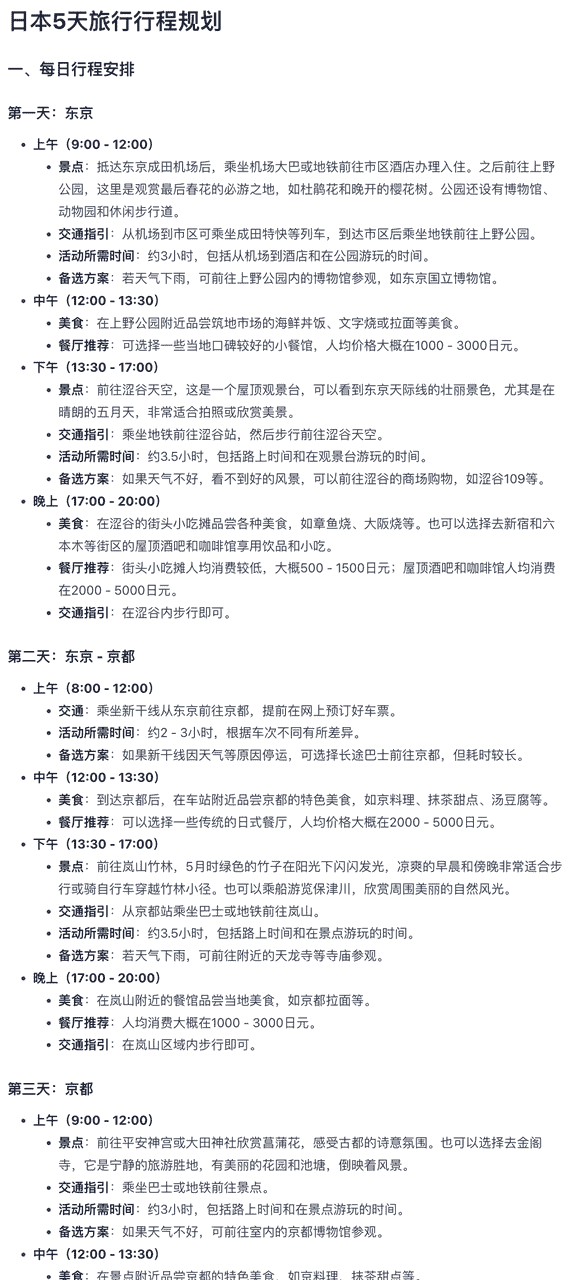 日本5天旅行行程规划
一、每日行程安排
第一天：东京
• 上午（9:00 - 12:00）
• 景点：抵达东京成田机场后，乘坐机场大巴或地铁前往市区酒店办理入住。之后前往上野
公园，这里是观赏最后春花的必游之地，如杜鹃花和晚开的樱花树。公园还设有博物馆、
动物园和休闲步行道。
• 交通指引：从机场到市区可乘坐成田特快等列车，到达市区后乘坐地铁前往上野公园。
• 活动所需时间：约3小时，包括从机场到酒店和在公园游玩的时间。
• 备选方案：若天气下雨，可前往上野公园内的博物馆参观，如东京国立博物馆。
• 中午（12:00 - 13:30）
• 美食：在上野公园附近品尝筑地市场的海鲜丼饭、文字烧或拉面等美食。
• 餐厅推荐：可选择一些当地口碑较好的小餐馆，人均价格大概在1000 - 3000日元。
• 下午（13:30 - 17:00）
• 景点：前往涩谷天空，这是一个屋顶观景台，可以看到东京天际线的壮丽景色，尤其是在
晴朗的五月天，非常适合拍照或欣赏美景。
• 交通指引：乘坐地铁前往涩谷站，然后步行前往涩谷天空。
• 活动所需时间：约3.5小时，包括路上时间和在观景台游玩的时间。
• 备选方案：如果天气不好，看不到好的风景，可以前往涩谷的商场购物，如涩谷109等。
• 晚上（17:00 - 20:00）
• 美食：在涩谷的街头小吃摊品尝各种美食，如章鱼烧、大阪烧等。也可以选择去新宿和六
本木等街区的屋顶酒吧和咖啡馆享用饮品和小吃。
• 餐厅推荐：街头小吃摊人均消费较低，大概500 - 1500日元；屋顶酒吧和咖啡馆人均消费
在2000 - 5000日元。
• 交通指引：在涩谷内步行即可。
第二天：东京 - 京都
• 上午（8:00 - 12:00）
• 交通：乘坐新干线从东京前往京都，提前在网上预订好车票。
• 活动所需时间：约2 - 3小时，根据车次不同有所差异。
• 备选方案：如果新干线因天气等原因停运，可选择长途巴士前往京都，但耗时较长。
• 中午（12:00 - 13:30）
• 美食：到达京都后，在车站附近品尝京都的特色美食，如京料理、抹茶甜点、汤豆腐等。
• 餐厅推荐：可以选择一些传统的日式餐厅，人均价格大概在2000 - 5000日元。
• 下午（13:30 - 17:00）
• 景点：前往岚山竹林，5月时绿色的竹子在阳光下闪闪发光，凉爽的早晨和傍晚非常适合步
行或骑自行车穿越竹林小径。也可以乘船游览保津川，欣赏周围美丽的自然风光。
• 交通指引：从京都站乘坐巴士或地铁前往岚山。
• 活动所需时间：约3.5小时，包括路上时间和在景点游玩的时间。
• 备选方案：若天气下雨，可前往附近的天龙寺等寺庙参观。
• 晚上（17:00 - 20:00）
• 美食：在岚山附近的餐馆品尝当地美食，如京都拉面等。
• 餐厅推荐：人均消费大概在1000 - 3000日元。
• 交通指引：在岚山区域内步行即可。
第三天：京都
• 上午（9:00 - 12:00）
• 景点：前往平安神宫或大田神社欣赏菖蒲花，感受古都的诗意氛围。也可以选择去金阁
寺，它是宁静的旅游胜地，有美丽的花园和池塘，倒映着风景。
• 交通指引：乘坐巴士或地铁前往景点。
• 活动所需时间：约3小时，包括路上时间和在景点游玩的时间。
• 备选方案：如果天气不好，可前往室内的京都博物馆参观。
• 中午（12:00 - 13:30）
• 美食：在景点附近品尝京都的特色美食，如京料理、抹茶甜点等。